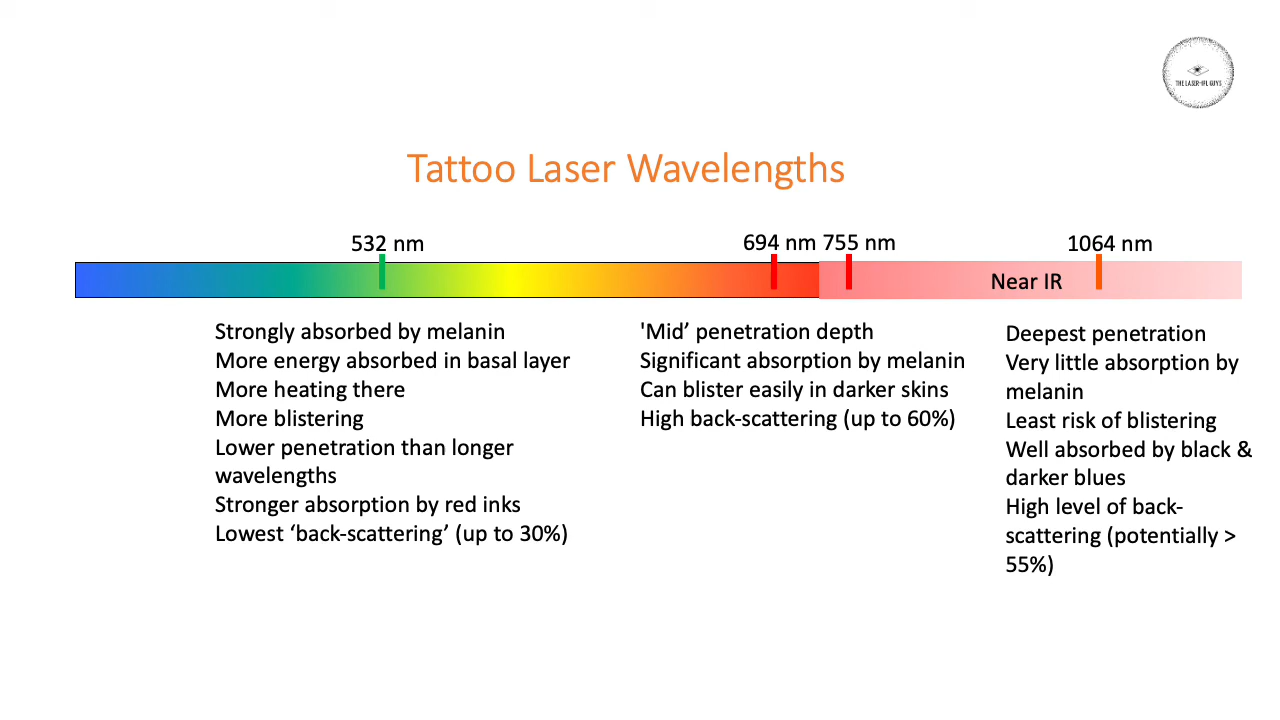 THE LASER-IPL GUYS
Tattoo Laser Wavelengths
532 nm
694 nm 755 nm
1064 nm
Near IR
Strongly absorbed by melanin
More energy absorbed in basal layer
More heating there
More blistering
Lower penetration than longer
wavelengths
Stronger absorption by red inks
Lowest ‘back-scattering’ (up to 30%)
'Mid’ penetration depth
Significant absorption by melanin
Can blister easily in darker skins
High back-scattering (up to 60%)
Deepest penetration
Very little absorption by
melanin
Least risk of blistering
Well absorbed by black &
darker blues
High level of back-
scattering (potentially >
55%)